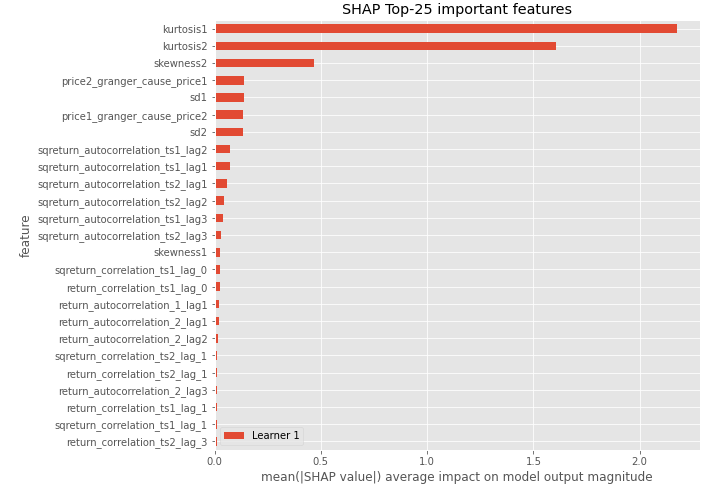 SHAP Top-25 important features
kurtosis1
kurtosis2
skewness2
price2_granger_cause_price1
sd1
price1_granger_cause_price2
sd2
sqreturn_autocorrelation_ts1_lag2
sqreturn_autocorrelation_ts1_lag1
sqreturn_autocorrelation_ts2_lag1
sqreturn_autocorrelation_ts2_lag2
sqreturn_autocorrelation_ts1_lag3
sqreturn_autocorrelation_ts2_lag3
skewness1
sqreturn_correlation_ts1_lag_0
return_correlation_ts1_lag_0
return_autocorrelation_1_lag1
return_autocorrelation_2_lag1
return_autocorrelation_2_lag2
sqreturn_correlation_ts2_lag_1
return_correlation_ts2_lag_1
return_autocorrelation_2_lag3
return_correlation_ts1_lag_1
sqreturn_correlation_ts1_lag_1
return_correlation_ts2_lag_3
feature
Learner 1
0.0 0.5 1.0 1.5 2.0
mean(|SHAP value|) average impact on model output magnitude